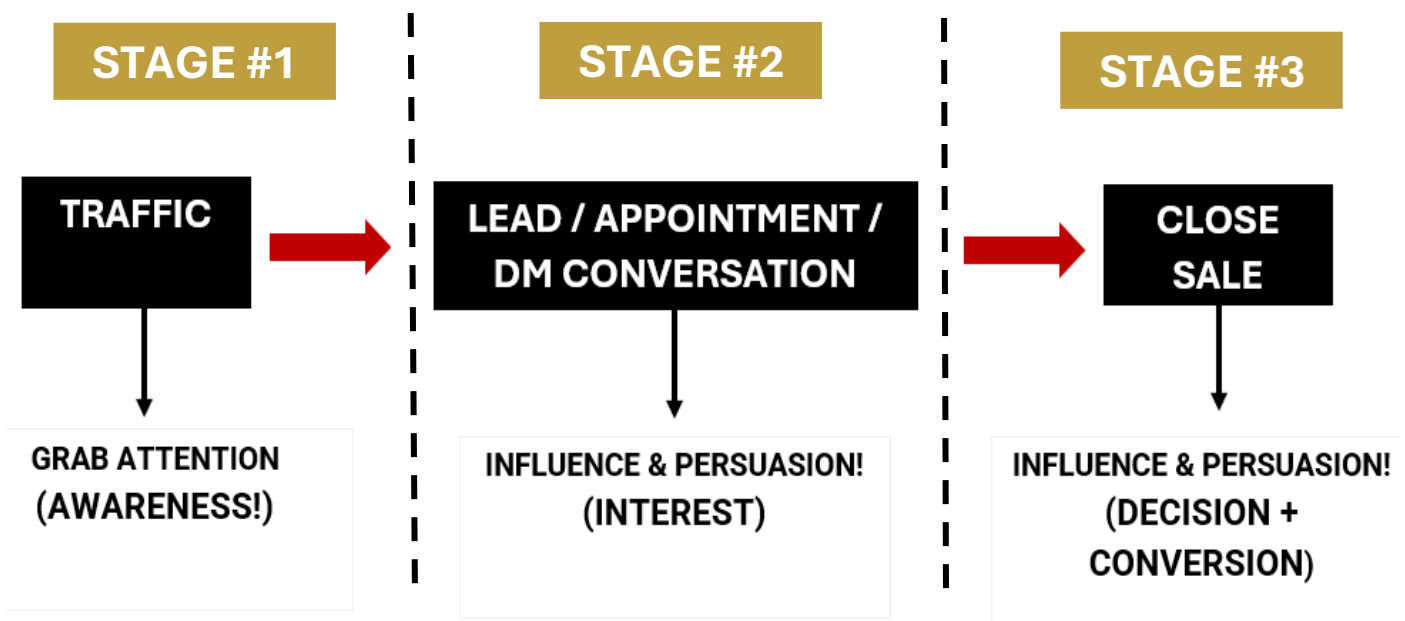 STAGE #1
STAGE #2
STAGE #3
TRAFFIC
LEAD / APPOINTMENT /
DM CONVERSATION
CLOSE
SALE
GRAB ATTENTION
(AWARENESS!)
INFLUENCE & PERSUASION!
(INTEREST)
INFLUENCE & PERSUASION!
(DECISION +
CONVERSION)